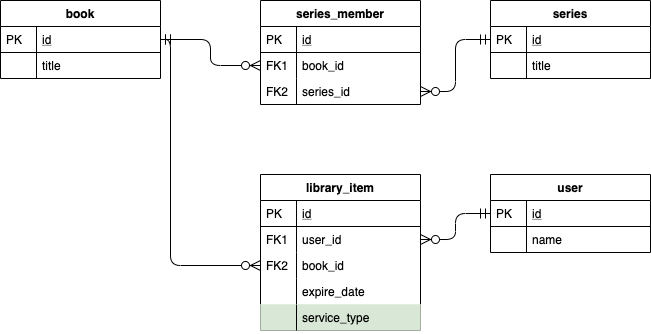 book
PK id
title
series_member
PK id
FK1 book_id
FK2 series_id
series
PK id
title
library_item
PK id
FK1 user_id
FK2 book_id
expire_date
service_type
user
PK id
name